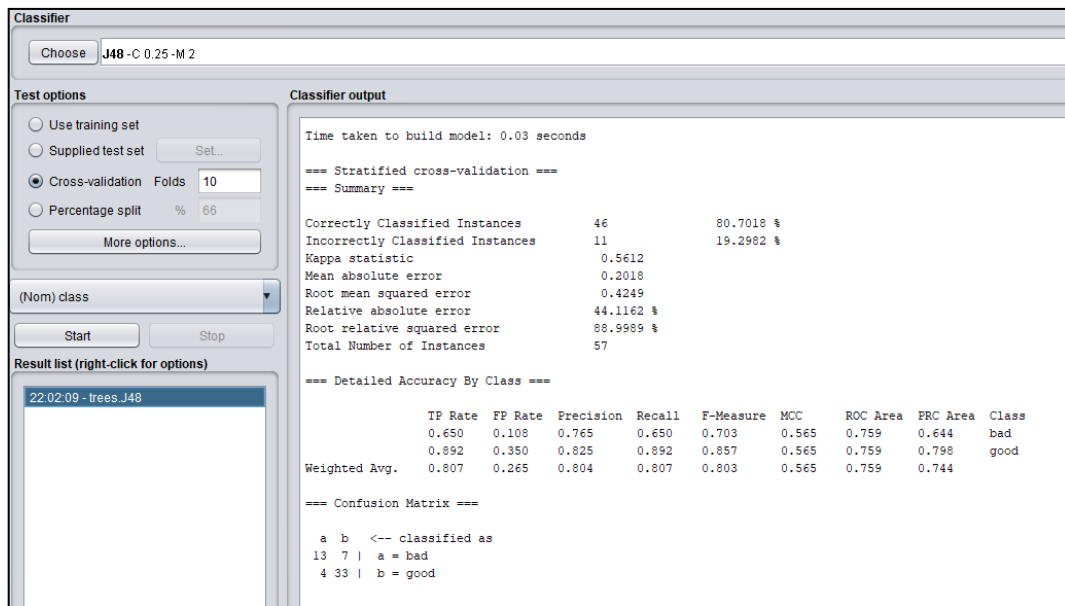 Classifier
Choose J48 -C 0.25 -M 2
Test options
Use training set
Supplied test set Set...
Cross-validation Folds 10
Percentage split % 66
More options...
(Nom) class
Start Stop
Result list (right-click for options)
22:02:09 - trees.J48
Classifier output
Time taken to build model: 0.03 seconds
=== Stratified cross-validation ===
=== Summary ===
Correctly Classified Instances 46 80.7018 %
Incorrectly Classified Instances 11 19.2982 %
Kappa statistic 0.5612
Mean absolute error 0.2018
Root mean squared error 0.4249
Relative absolute error 44.1162 %
Root relative squared error 88.9989 %
Total Number of Instances 57
=== Detailed Accuracy By Class ===
TP Rate FP Rate Precision Recall F-Measure MCC ROC Area PRC Area Class
0.650 0.108 0.765 0.650 0.703 0.565 0.759 0.644 bad
0.892 0.350 0.825 0.892 0.857 0.565 0.759 0.798 good
Weighted Avg. 0.807 0.265 0.804 0.807 0.803 0.565 0.759 0.744
=== Confusion Matrix ===
a b <-- classified as
13 7 | a = bad
4 33 | b = good